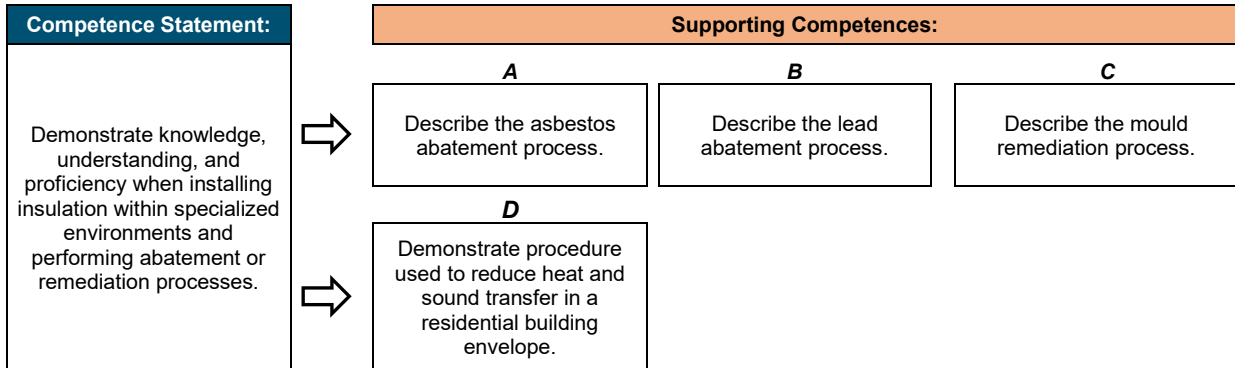 Competence Statement:
Supporting Competences:
Demonstrate knowledge,
understanding, and
proficiency when installing
insulation within specialized
environments and
performing abatement or
remediation processes.
A
Describe the asbestos
abatement process.
B
Describe the lead
abatement process.
C
Describe the mould
remediation process.
D
Demonstrate procedure
used to reduce heat and
sound transfer in a
residential building
envelope.